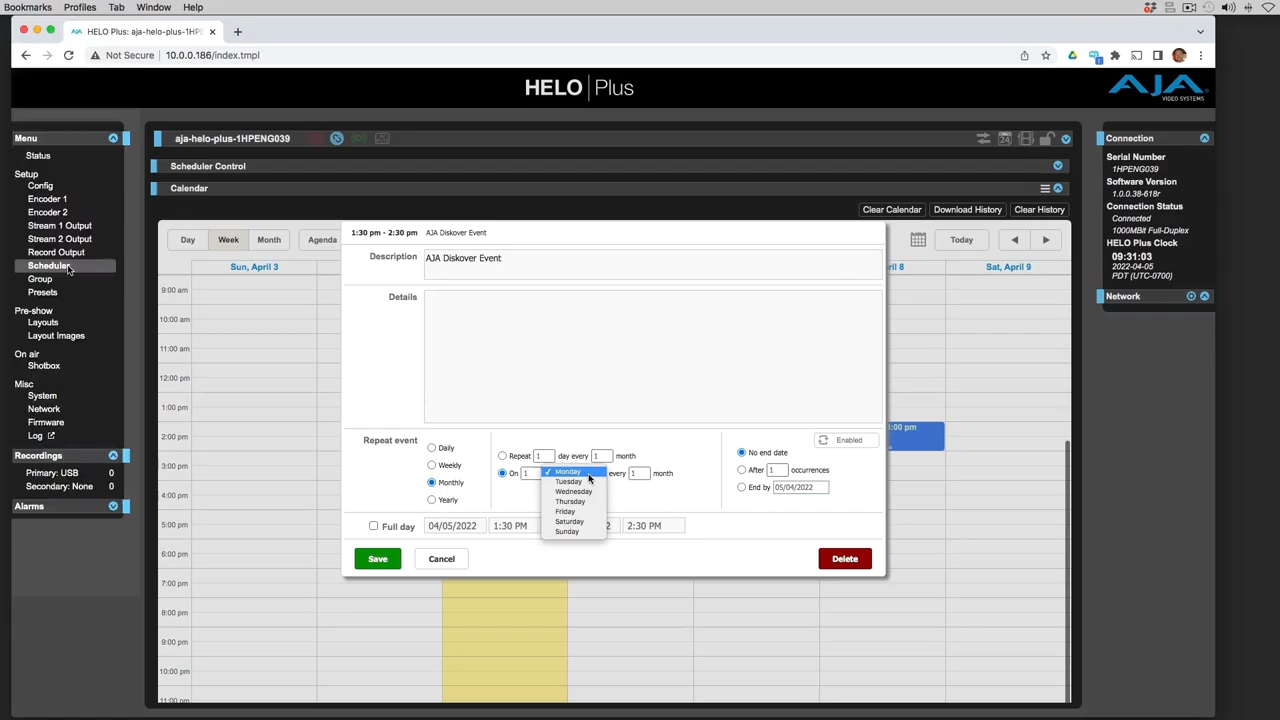 Bookmarks Profiles Tab Window Help
HELO Plus: aja-helo-plus-1HP
Not Secure 10.0.0.186/index.tmpl
HELO Plus
AJA
VIDEO SYSTEMS
Menu
Status
Setup
Config
Encoder 1
Encoder 2
Stream 1 Output
Stream 2 Output
Record Output
Scheduler
Group
Presets
Pre-show
Layouts
Layout Images
On air
Shotbox
Misc
System
Network
Firmware
Log
Recordings
Primary: USB 0
Secondary: None 0
Alarms
aja-helo-plus-1HPENG039
24
Scheduler Control
Calendar
Clear Calendar Download History Clear History
Day Week Month Agenda
Today
Sun, April 3
il 8
Sat, April 9
9:00 am
10:00 am
11:00 am
12:00 pm
1:00 pm
2:00 pm
3:00 pm
4:00 pm
5:00 pm
6:00 pm
7:00 pm
8:00 pm
9:00 pm
10:00 pm
11:00 pm
:00 pm
1:30 pm - 2:30 pm AJA Diskover Event
Description AJA Diskover Event
Details
Repeat event
Daily
Weekly
Monthly
Yearly
Repeat 1 day every 1 month
On 1 Monday every 1 month
Tuesday
Wednesday
Thursday
Friday
Saturday
Sunday
Enabled
No end date
After 1 occurrences
End by 05/04/2022
Full day 04/05/2022 1:30 PM 2 2:30 PM
Save Cancel Delete
Connection
Serial Number
1HPENG039
Software Version
1.0.0.38-618r
Connection Status
Connected
1000MBit Full-Duplex
HELO Plus Clock
09:31:03
2022-04-05
PDT (UTC-0700)
Network